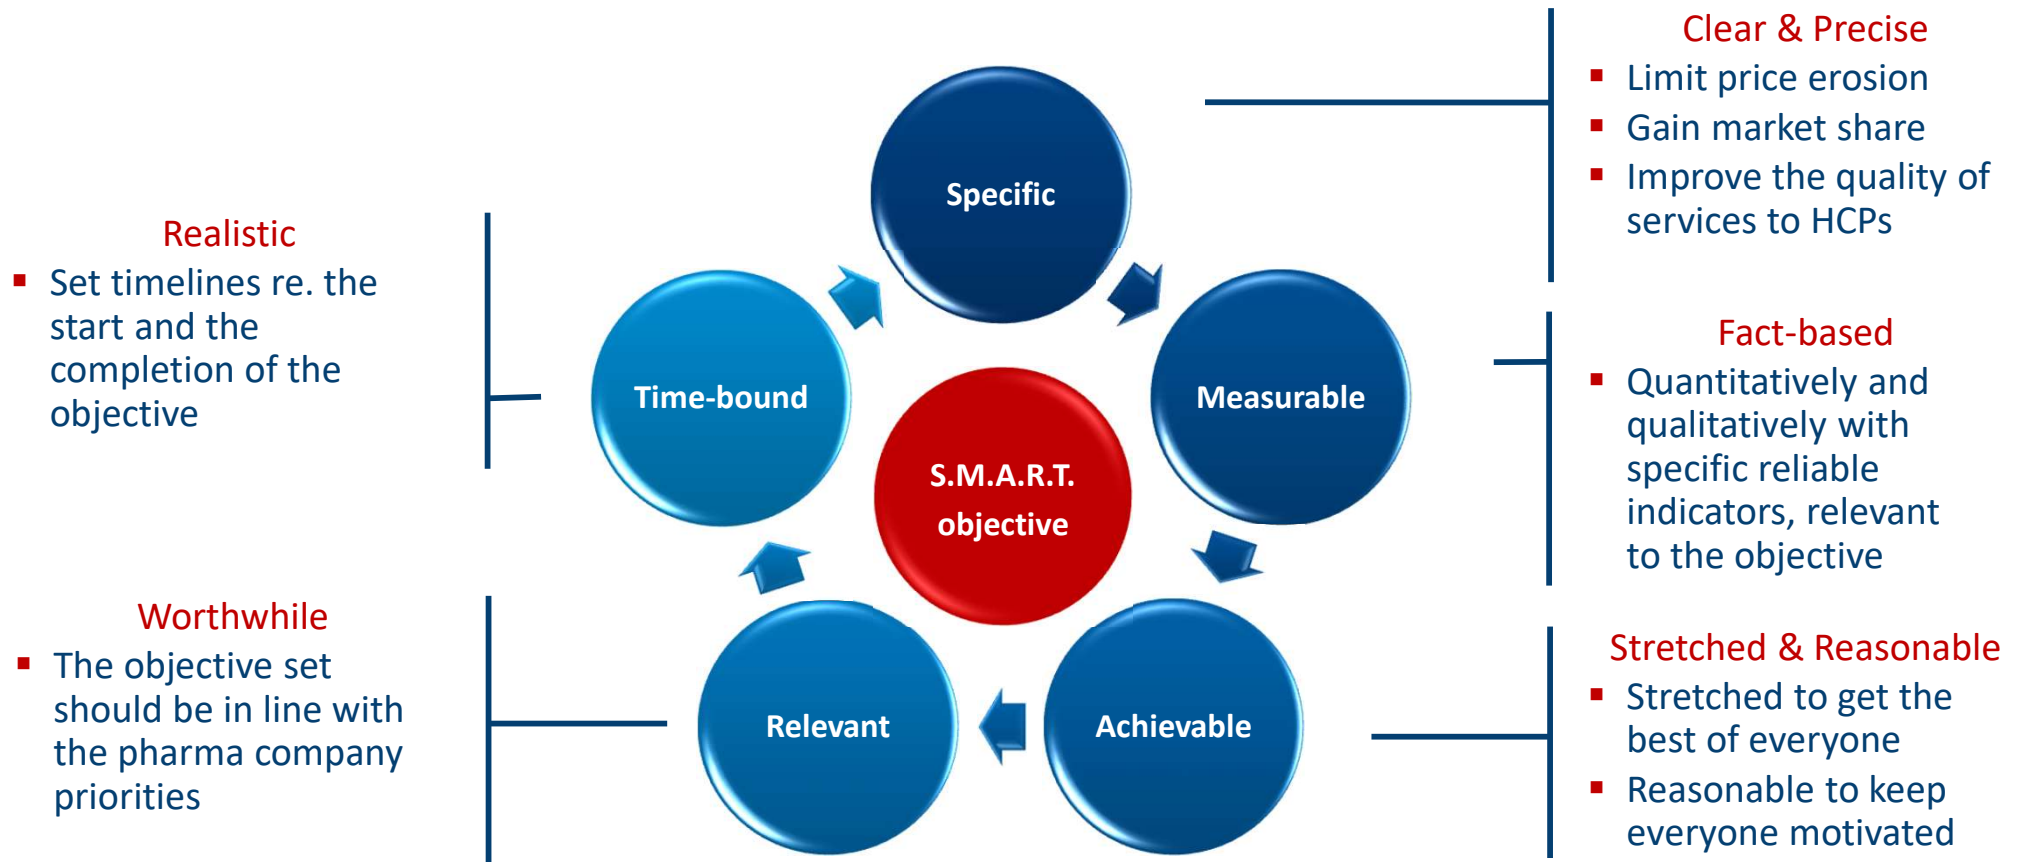 Clear & Precise
▪ Limit price erosion
▪ Gain market share
▪ Improve the quality of
services to HCPs
Specific
Realistic
▪ Set timelines re. the
start and the
completion of the
objective
Time-bound
Measurable
Fact-based
▪ Quantitatively and
qualitatively with
specific reliable
indicators, relevant
to the objective
S.M.A.R.T.
objective
Worthwhile
▪ The objective set
should be in line with
the pharma company
priorities
Relevant
Achievable
Stretched & Reasonable
▪ Stretched to get the
best of everyone
▪ Reasonable to keep
everyone motivated